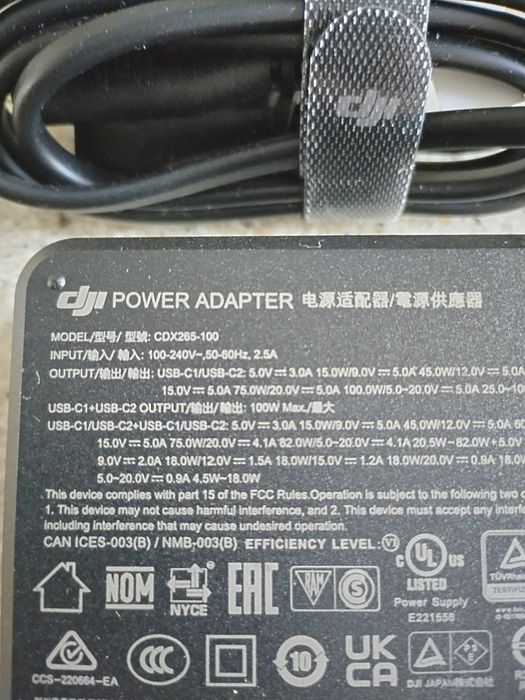 dji
dji POWER ADAPTER 电源适配器/電源供應器
MODEL/型号/ 型號: CDX265-100
INPUT/输入/ 輸入: 100-240V~,50-60Hz, 2.5A
OUTPUT/输出/ 輸出: USB-C1/USB-C2: 5.0V⎓3.0A 15.0W/9.0V⎓5.0A 45.0W/12.0V⎓5.0A
15.0V⎓5.0A 75.0W/20.0V⎓5.0A 100.0W/5.0~20.0V⎓5.0A 25.0~10
USB-C1+USB-C2 OUTPUT/输出/ 輸出: 100W Max./最大
USB-C1/USB-C2+USB-C1/USB-C2: 5.0V⎓3.0A 15.0W/9.0V⎓5.0A 45.0W/12.0V⎓5.0A 60
15.0V⎓5.0A 75.0W/20.0V⎓4.1A 82.0W/5.0~20.0V⎓4.1A 20.5W~82.0W+5.0V
9.0V⎓2.0A 18.0W/12.0V⎓1.5A 18.0W/15.0V⎓1.2A 18.0W/20.0V⎓0.9A 18.0W
5.0~20.0V⎓0.9A 4.5W~18.0W
This device complies with part 15 of the FCC Rules.Operation is subject to the following two
1. This device may not cause harmful interference, and 2. This device must accept any
including interference that may cause undesired operation.
CAN ICES-003(B) / NMB-003(B) EFFICIENCY LEVEL: VI
NOM NYCE EAC c UL US
LISTED
Power Supply
E221556
CCS-220664-EA
CCC 10 UK CA PSE
DJI JAPAN株式会社